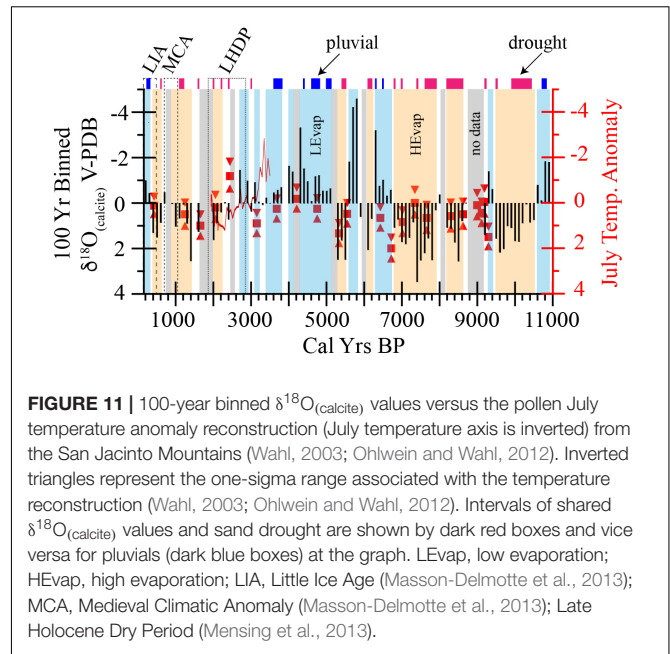 LIA
MCA
LHDP
pluvial
drought
-4
-2
0
2
4
100 Yr Binned
δ¹⁸O(calcite) V-PDB
LEvap
HEvap
no data
-4
-2
0
2
4
July Temp. Anomaly
1000 3000 5000 7000 9000 11000
Cal Yrs BP
FIGURE 11 | 100-year binned δ¹⁸O(calcite) values versus the pollen July
temperature anomaly reconstruction (July temperature axis is inverted) from
the San Jacinto Mountains (Wahl, 2003; Ohlwein and Wahl, 2012). Inverted
triangles represent the one-sigma range associated with the temperature
reconstruction (Wahl, 2003; Ohlwein and Wahl, 2012). Intervals of shared
δ¹⁸O(calcite) values and sand drought are shown by dark red boxes and vice
versa for pluvials (dark blue boxes) at the graph. LEvap, low evaporation;
HEvap, high evaporation; LIA, Little Ice Age (Masson-Delmotte et al., 2013);
MCA, Medieval Climatic Anomaly (Masson-Delmotte et al., 2013); Late
Holocene Dry Period (Mensing et al., 2013).